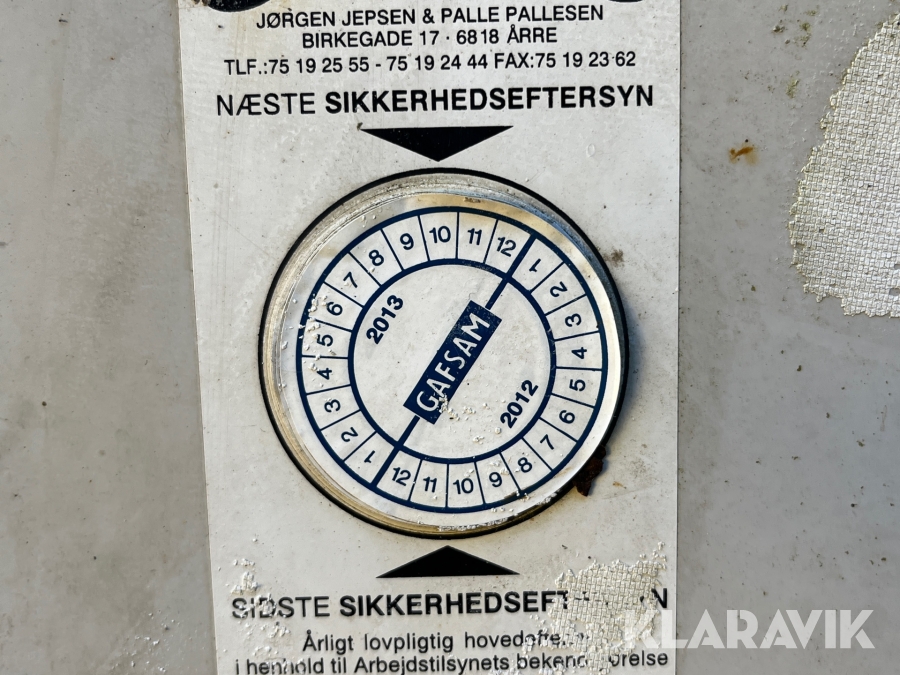 JØRGEN JEPSEN & PALLE PALLESEN
BIRKEGADE 17 · 6818 ÅRRE
TLF.:75 19 25 55 - 75 19 24 44 FAX:75 19 23 62
NÆSTE SIKKERHEDSEFTERSYN
2013
1 2 3 4 5 6 7 8 9 10 11 12
GAFSAM
2012
1 2 3 4 5 6 7 8 9 10 11 12
SIDSTE
Årligt lovpligtig
i henhold til Arbejdstilsynets
KLARAVIK